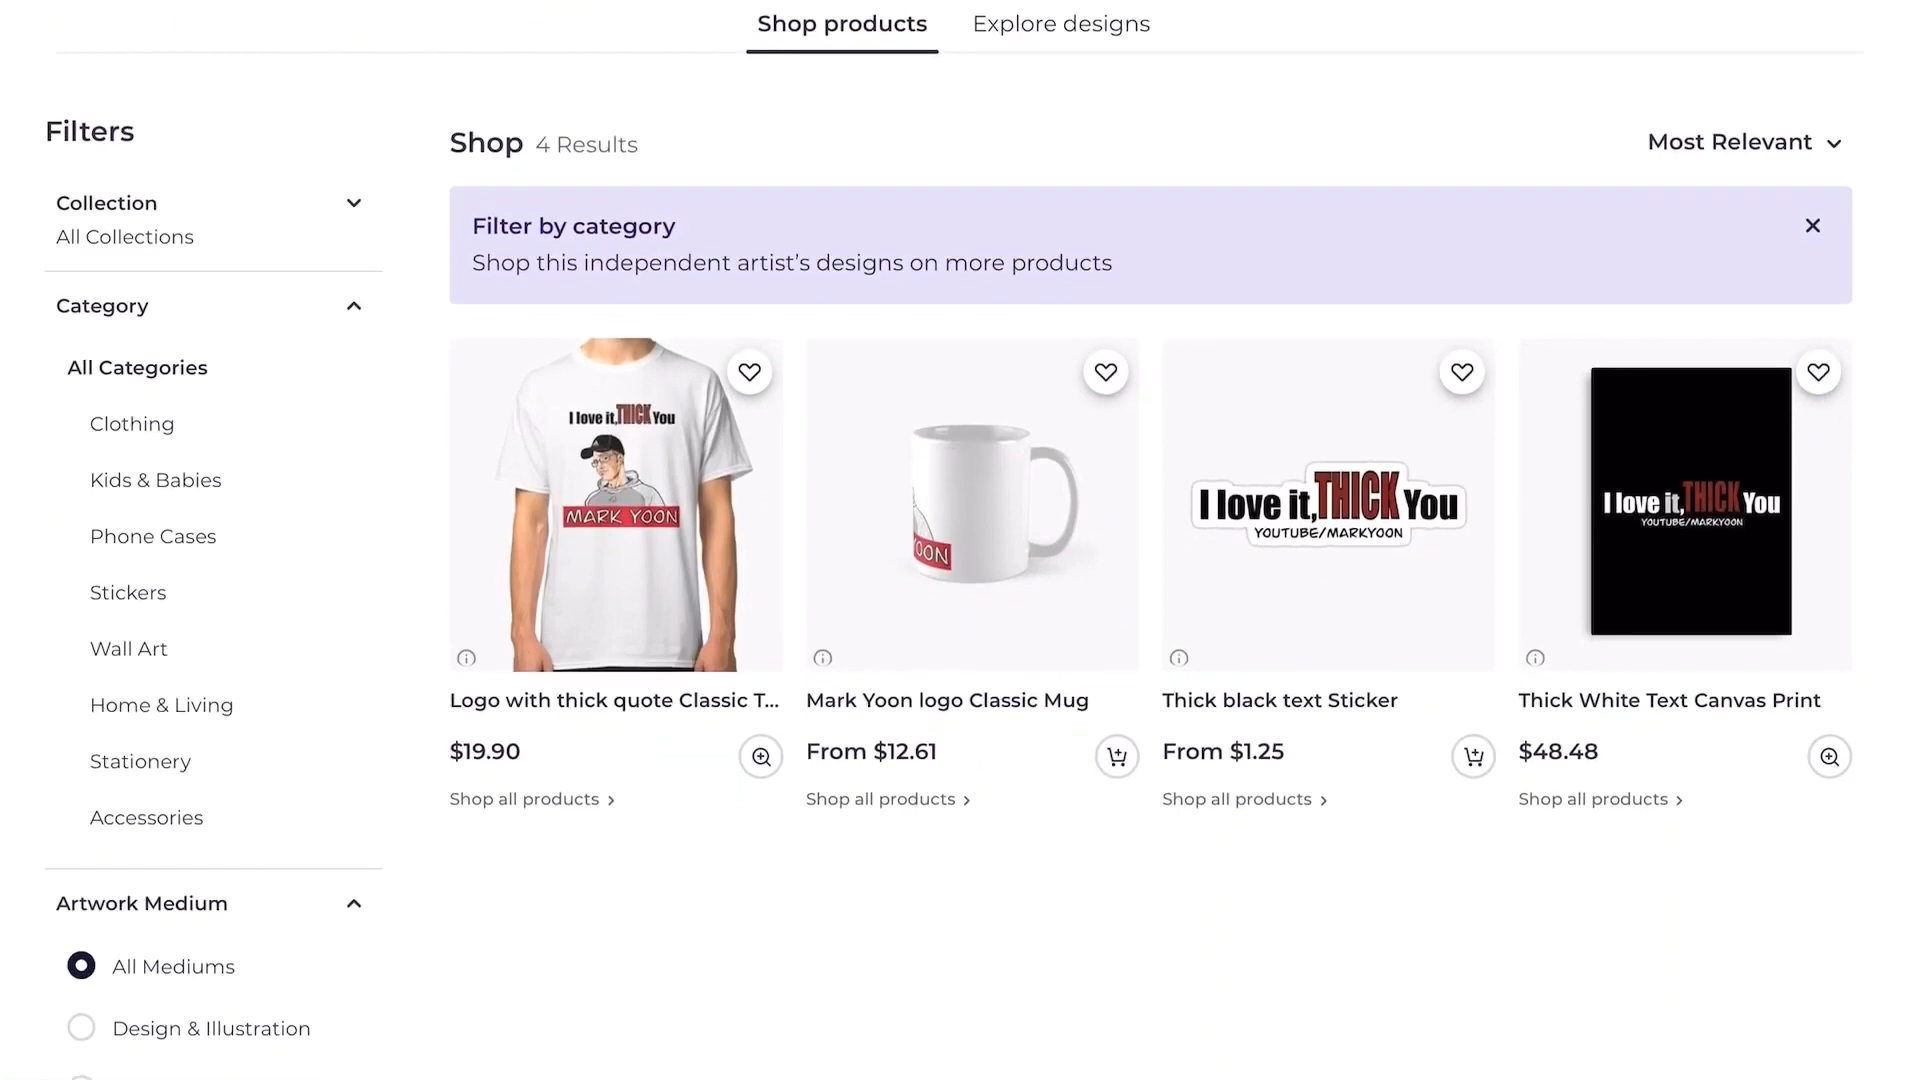 Shop products
Explore designs
Filters
Collection
All Collections
Category
All Categories
Clothing
Kids & Babies
Phone Cases
Stickers
Wall Art
Home & Living
Stationery
Accessories
Artwork Medium
All Mediums
Design & Illustration
Shop 4 Results
Most Relevant
Filter by category
Shop this independent artist’s designs on more products
I love it,THICK You
MARK YOON
OON
I love it,THICK You
YOUTUBE/MARKYOON
I love it,THICK You
YOUTUBE/MARKYOON
Logo with thick quote Classic T...
$19.90
Shop all products
Mark Yoon logo Classic Mug
From $12.61
Shop all products
Thick black text Sticker
From $1.25
Shop all products
Thick White Text Canvas Print
$48.48
Shop all products